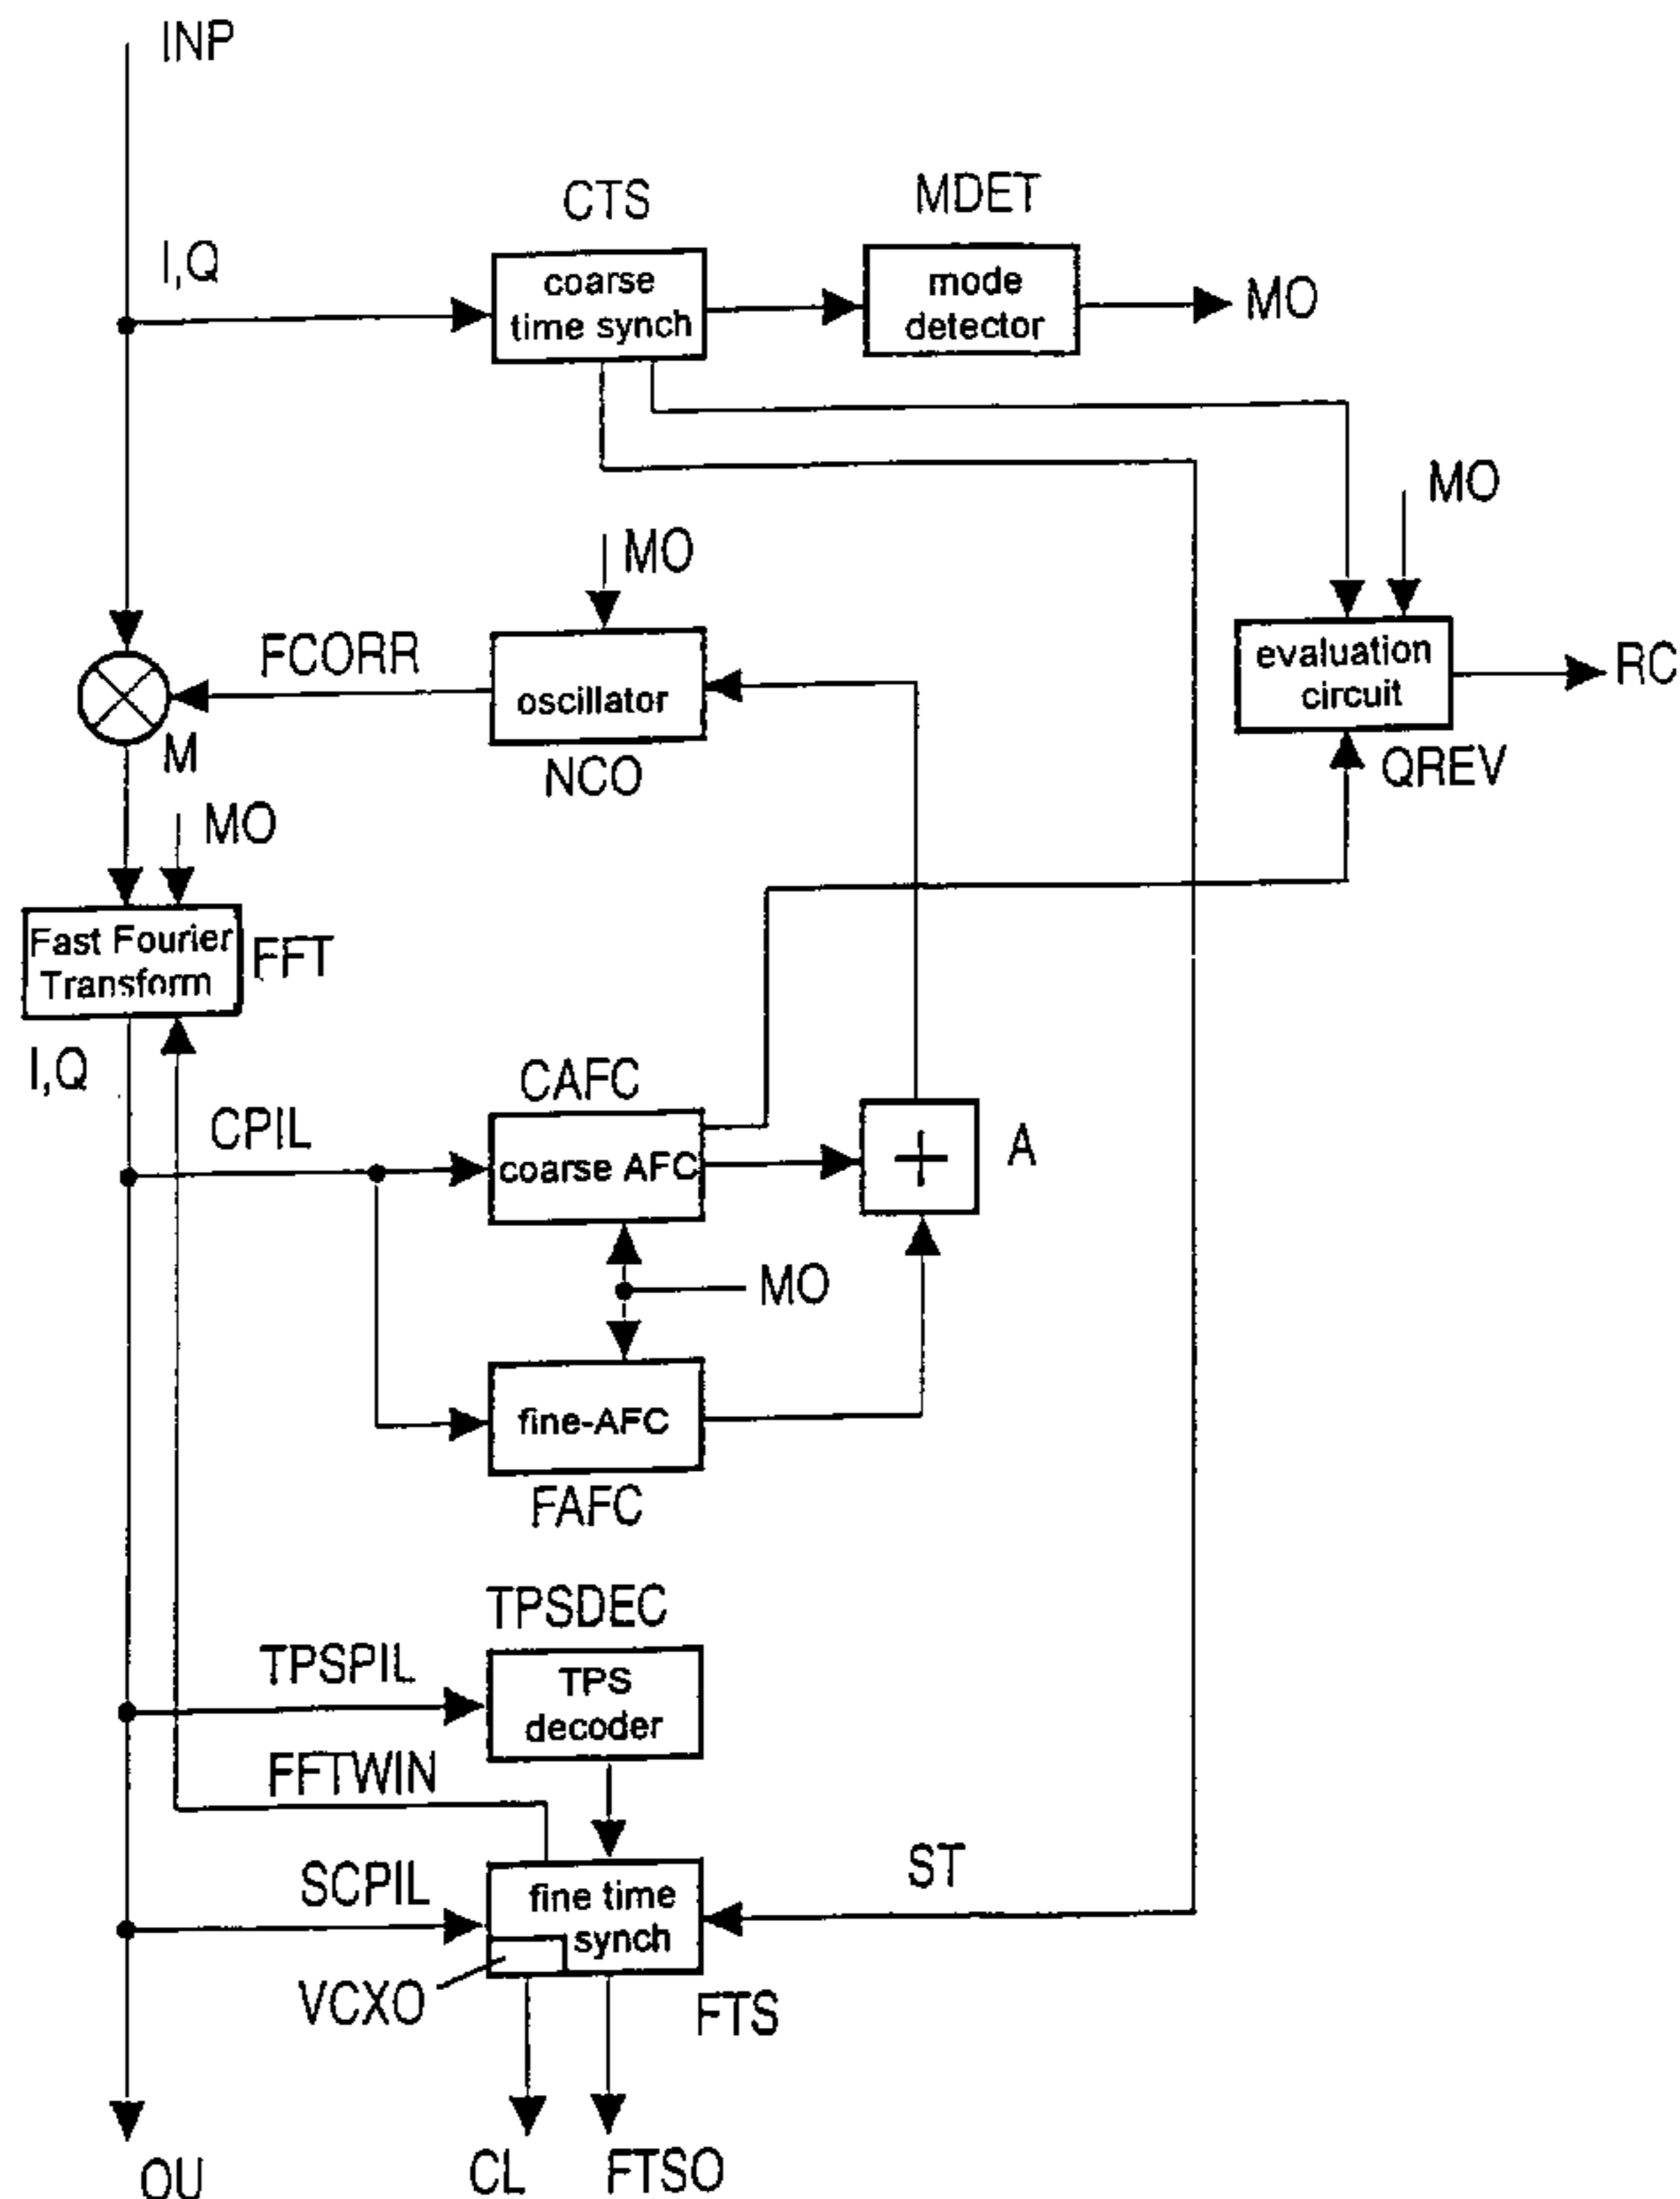 INP
CTS
MDET
I,Q
coarse
time synch
mode
detector
MO
MO
MO
FCORR
oscillator
NCO
M
evaluation
circuit
RC
QREV
MO
Fast Fourier
Transform
FFT
I,Q
CAFC
CPIL
coarse AFC
+
A
MO
fine-AFC
FAFC
TPSDEC
TPSPIL
TPS
decoder
FFTWIN
SCPIL
fine time
synch
ST
VCXO
FTS
OU
CL
FTSO